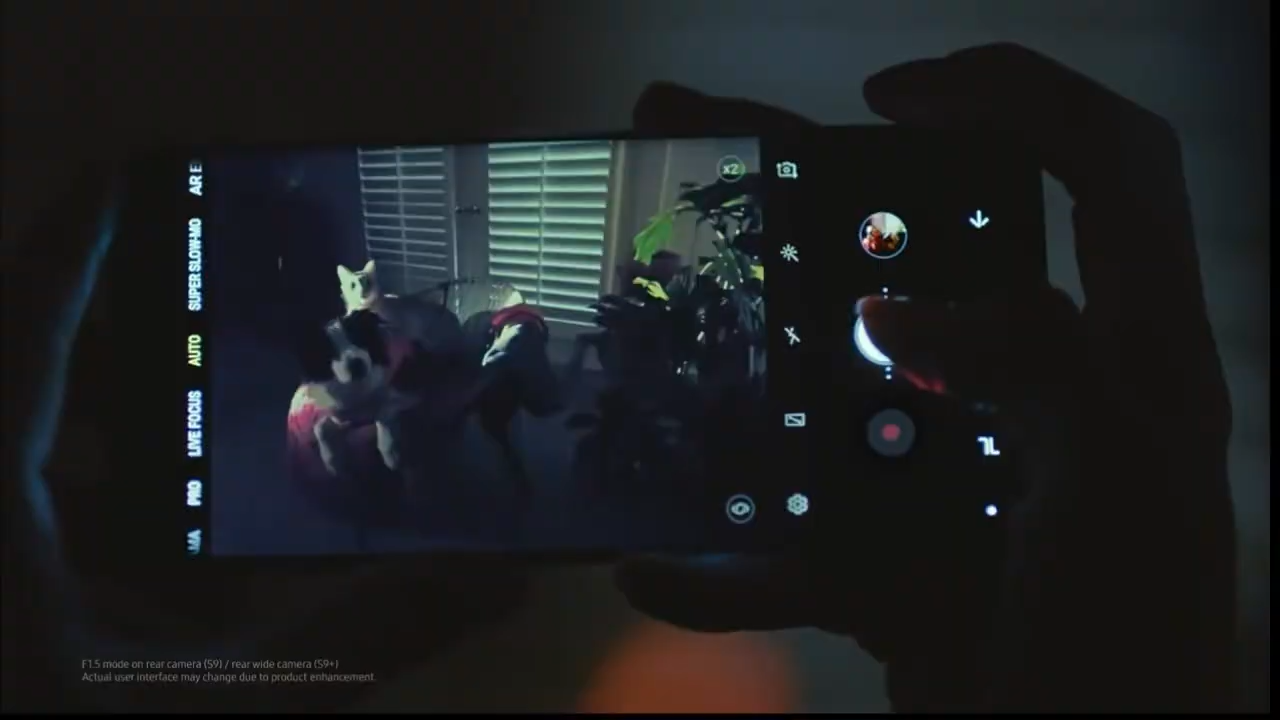 AR E
SUPER SLOW-MO
AUTO
LIVE FOCUS
PRO
MA
x2
F1.5 mode on rear camera (S9) / rear wide camera (S9+)
Actual user interface may change due to product enhancement.